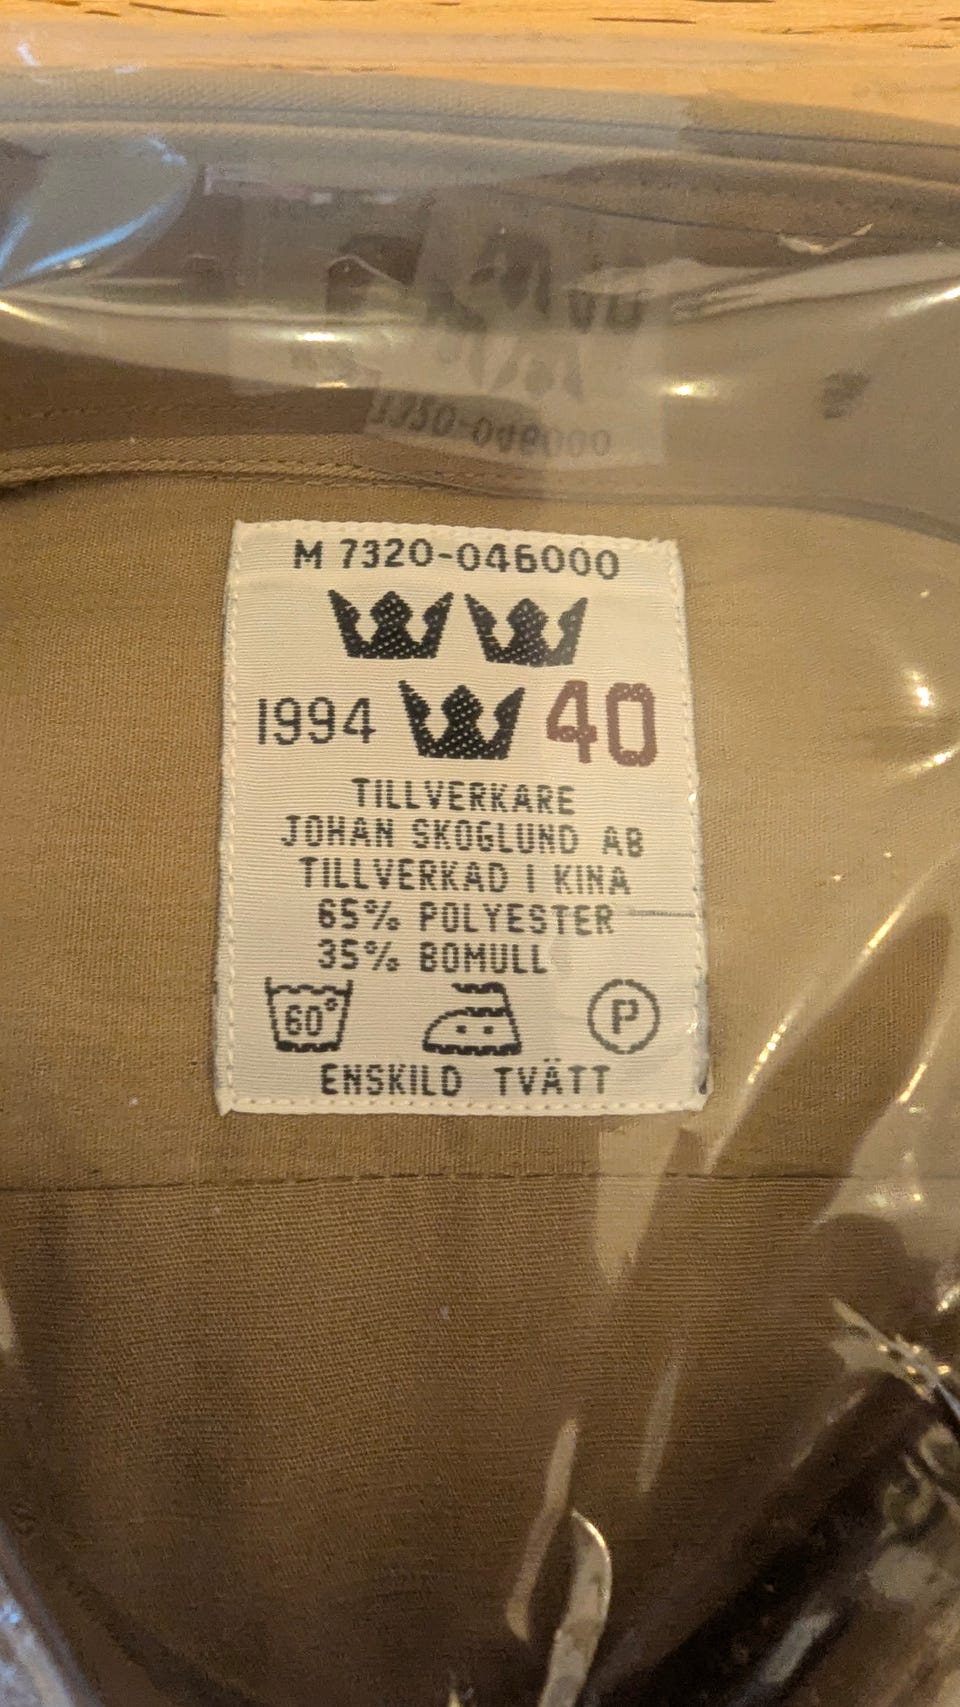 M 7320-046000
1994 40
TILLVERKARE
JOHAN SKOGLUND AB
TILLVERKAD I KINA
65% POLYESTER
35% BOMULL
60° P
ENSKILD TVÄTT